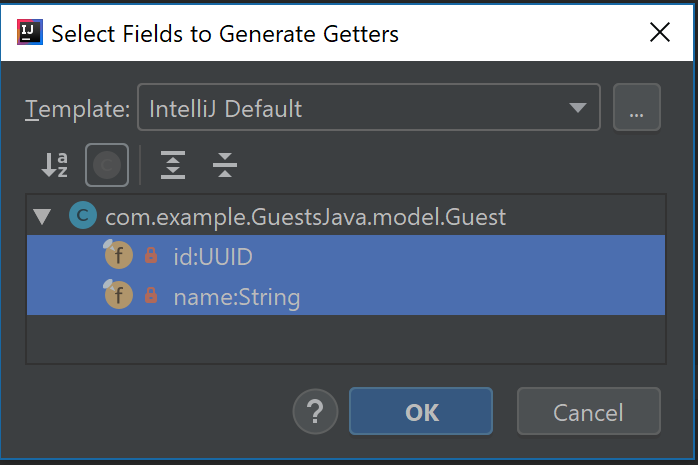 IJ Select Fields to Generate Getters
Template: IntelliJ Default ...
a z C
C com.example.GuestsJava.model.Guest
f id:UUID
f name:String
? OK Cancel